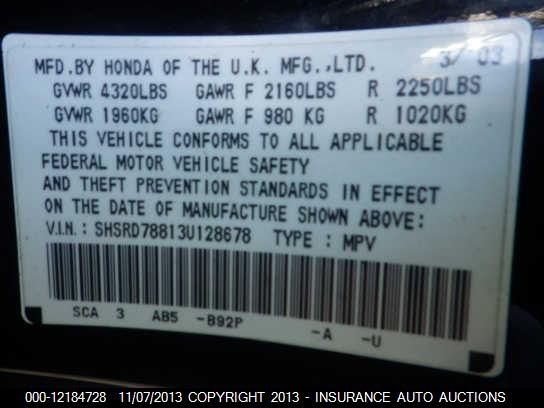 MFD.BY HONDA OF THE U.K. MFG.,LTD. 3/ 03
GVWR 4320LBS GAWR F 2160LBS R 2250LBS
GVWR 1960KG GAWR F 980 KG R 1020KG
THIS VEHICLE CONFORMS TO ALL APPLICABLE
FEDERAL MOTOR VEHICLE SAFETY
AND THEFT PREVENTION STANDARDS IN EFFECT
ON THE DATE OF MANUFACTURE SHOWN ABOVE:
V.I.N.: SHSRD78813U128678 TYPE : MPV
SCA 3 AB5 -B92P -A -U
000-12184728 11/07/2013 COPYRIGHT 2013 - INSURANCE AUTO AUCTIONS